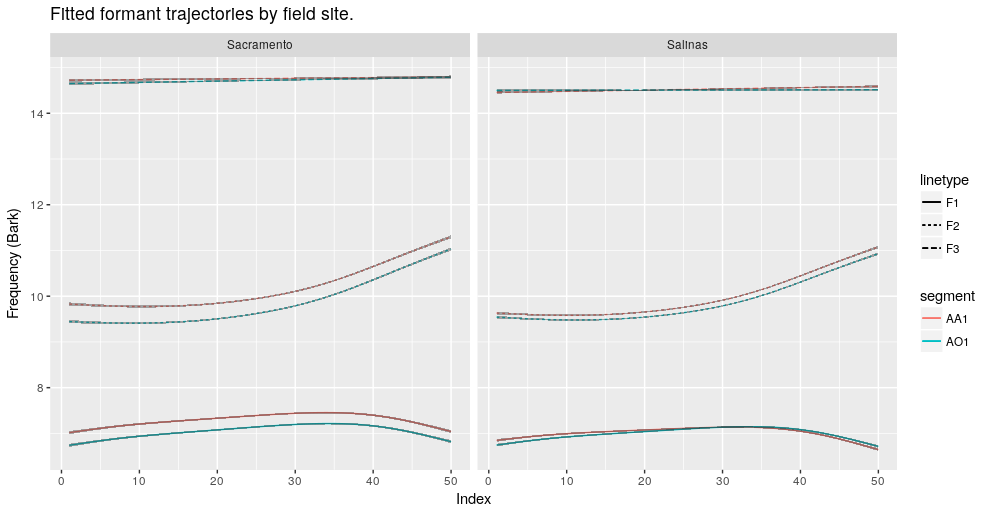 Fitted formant trajectories by field site.
Sacramento
Salinas
14
12
10
8
Frequency (Bark)
0 10 20 30 40 50
0 10 20 30 40 50
Index
linetype
F1
F2
F3
segment
AA1
AO1